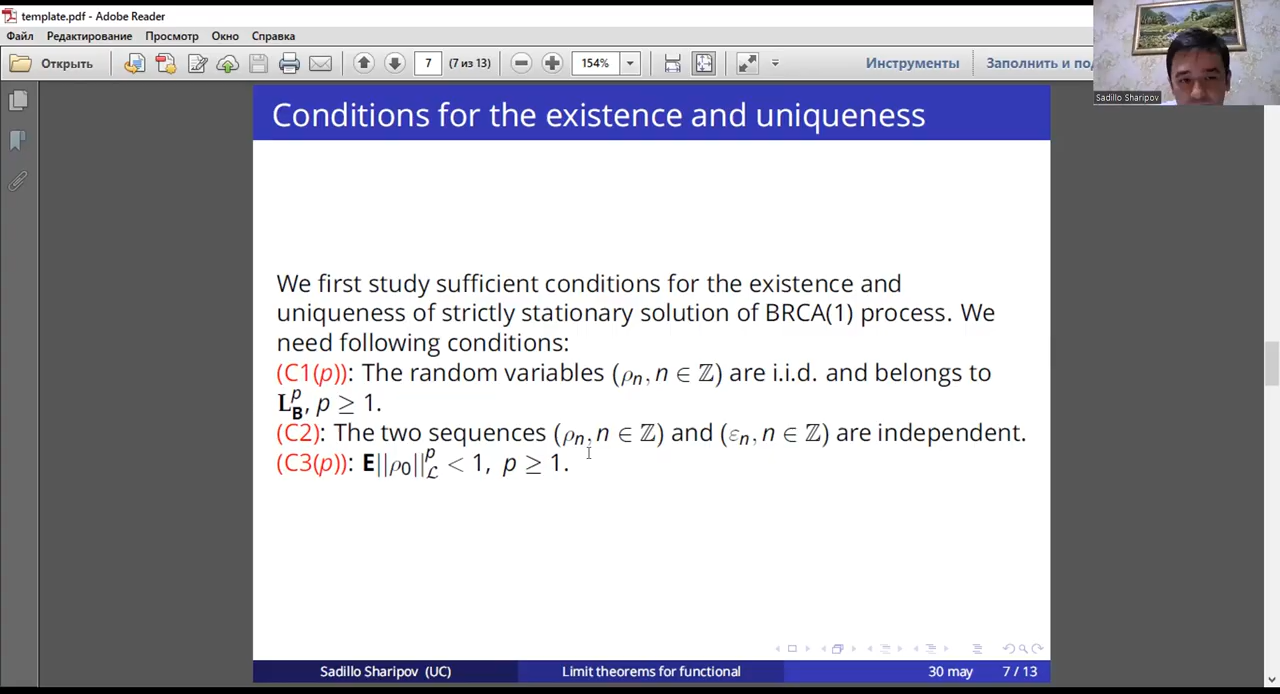 template.pdf - Adobe Reader
Файл Редактирование Просмотр Окно Справка
Открыть 7 (7 из 13) 154% Инструменты Заполнить и
Sadillo Sharipov
Conditions for the existence and uniqueness
We first study sufficient conditions for the existence and
uniqueness of strictly stationary solution of BRCA(1) process. We
need following conditions:
(C1(p)): The random variables (ρₙ, n ∈ ℤ) are i.i.d. and belongs to
L_B^p, p ≥ 1.
(C2): The two sequences (ρₙ, n ∈ ℤ) and (εₙ, n ∈ ℤ) are independent.
(C3(p)): E||ρ₀||_ℒ^p < 1, p ≥ 1.
Sadillo Sharipov (UC) Limit theorems for functional 30 may 7 / 13